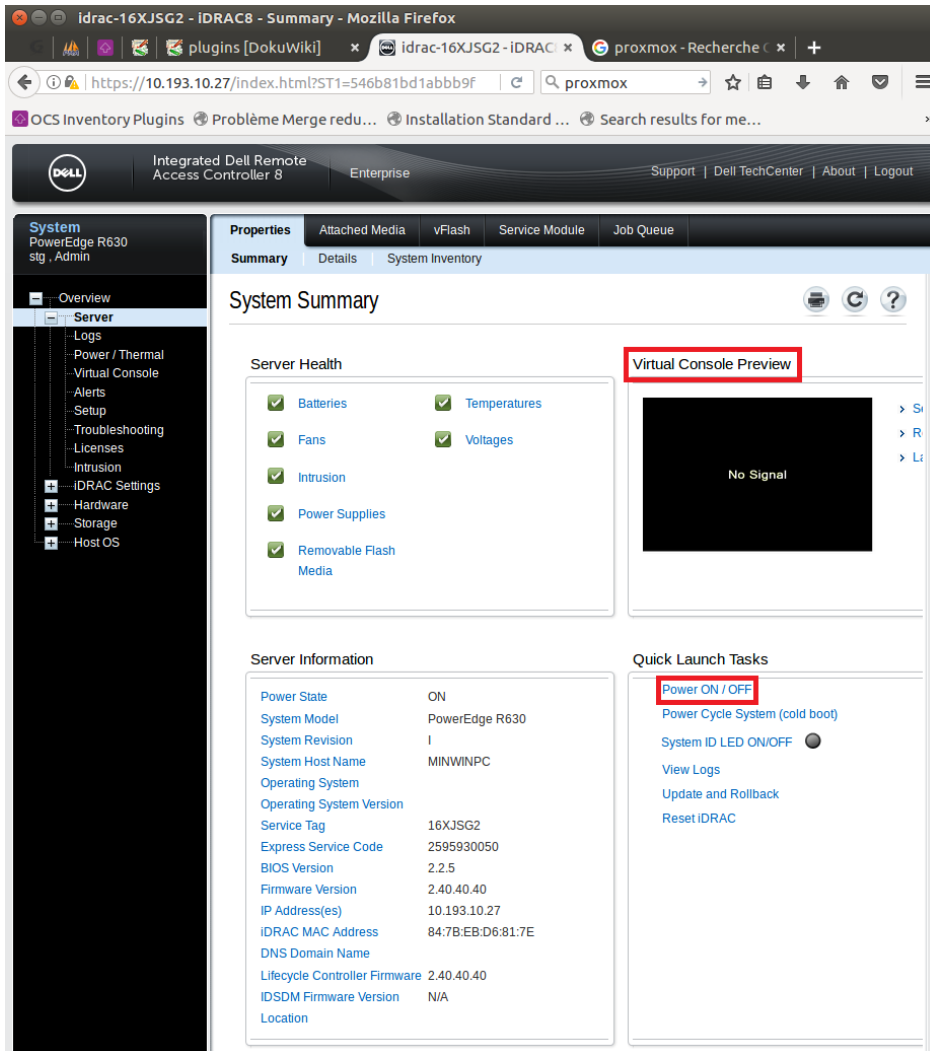 idrac-16XJSG2 - iDRAC8 - Summary - Mozilla Firefox
plugins [DokuWiki]
idrac-16XJSG2 - iDRAC
proxmox - Recherche
https://10.193.10.27/index.html?ST1=546b81bd1abbb9f
proxmox
OCS Inventory Plugins
Problème Merge redu...
Installation Standard ...
Search results for me...
DELL
Integrated Dell Remote
Access Controller 8
Enterprise
Support | Dell TechCenter | About | Logout
System
PowerEdge R630
stg , Admin
Overview
Server
Logs
Power / Thermal
Virtual Console
Alerts
Setup
Troubleshooting
Licenses
Intrusion
iDRAC Settings
Hardware
Storage
Host OS
Properties
Attached Media
vFlash
Service Module
Job Queue
Summary
Details
System Inventory
System Summary
Server Health
Batteries
Temperatures
Fans
Voltages
Intrusion
Power Supplies
Removable Flash
Media
Virtual Console Preview
No Signal
Server Information
Power State ON
System Model PowerEdge R630
System Revision I
System Host Name MINWINPC
Operating System
Operating System Version
Service Tag 16XJSG2
Express Service Code 2595930050
BIOS Version 2.2.5
Firmware Version 2.40.40.40
IP Address(es) 10.193.10.27
iDRAC MAC Address 84:7B:EB:D6:81:7E
DNS Domain Name
Lifecycle Controller Firmware 2.40.40.40
IDSDM Firmware Version N/A
Location
Quick Launch Tasks
Power ON / OFF
Power Cycle System (cold boot)
System ID LED ON/OFF
View Logs
Update and Rollback
Reset iDRAC